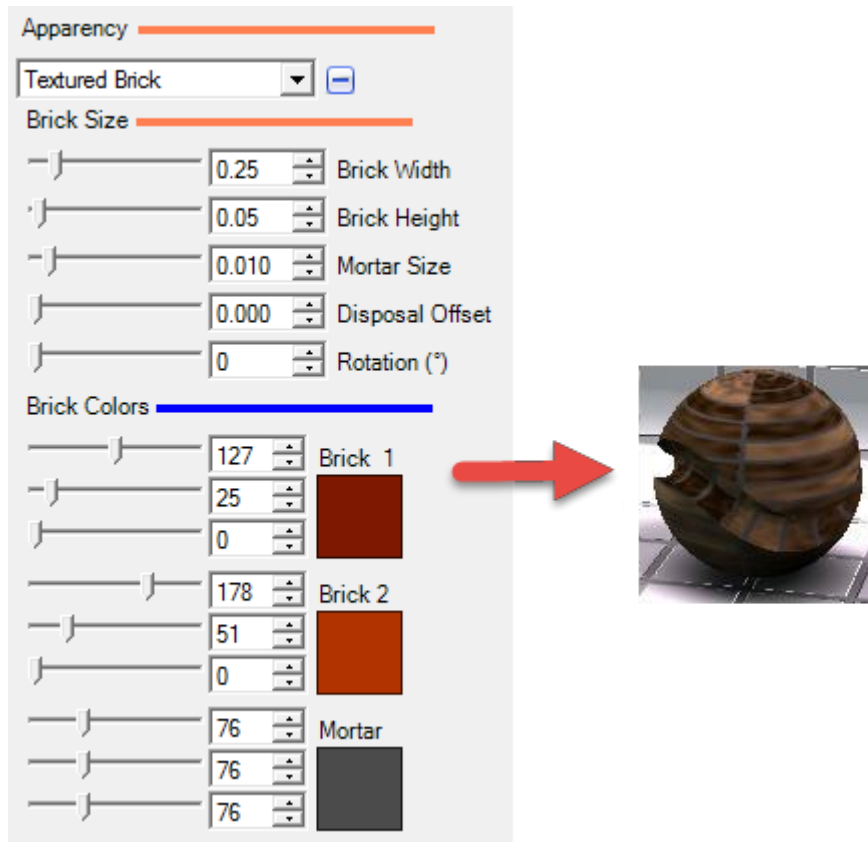 Apparency
Textured Brick
Brick Size
0.25 Brick Width
0.05 Brick Height
0.010 Mortar Size
0.000 Disposal Offset
0 Rotation (°)
Brick Colors
127 Brick 1
25
0
178 Brick 2
51
0
76 Mortar
76
76